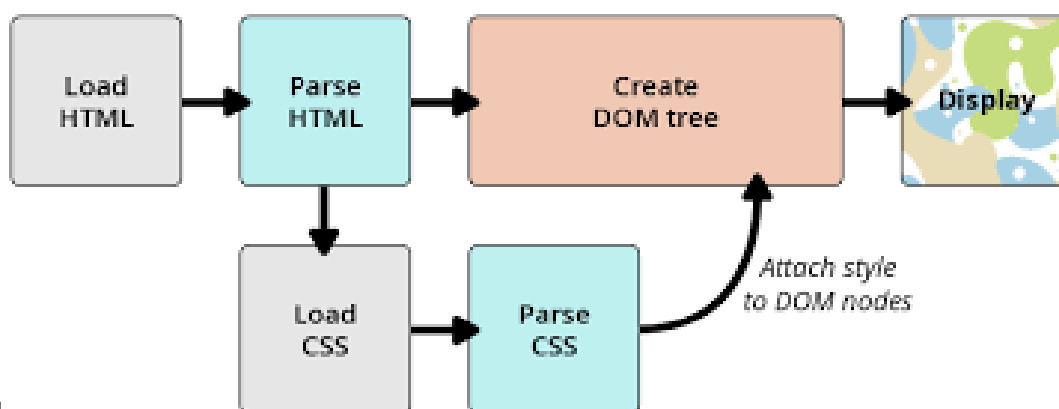 Load
HTML
Parse
HTML
Create
DOM tree
Display
Load
CSS
Parse
CSS
Attach style
to DOM nodes